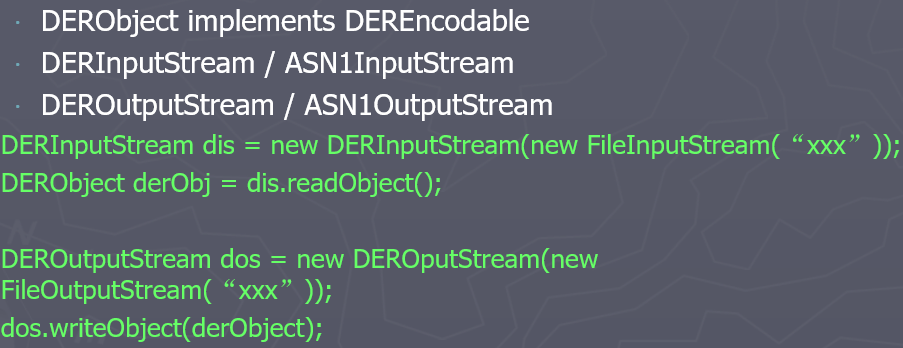 · DERObject implements DEREncodable
· DERInputStream / ASN1InputStream
· DEROutputStream / ASN1OutputStream
DERInputStream dis = new DERInputStream(new FileInputStream( “xxx” ));
DERObject derObj = dis.readObject();
DEROutputStream dos = new DEROputStream(new
FileOutputStream( “xxx” ));
dos.writeObject(derObject);